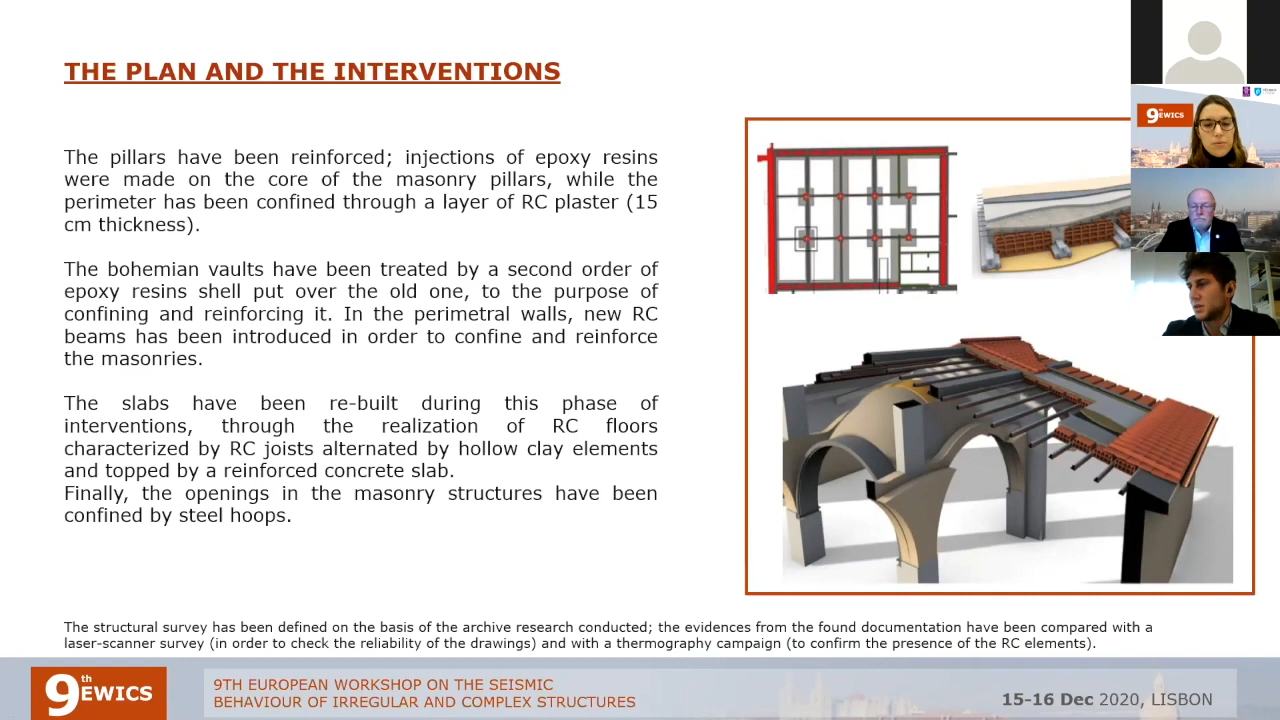 THE PLAN AND THE INTERVENTIONS
The pillars have been reinforced; injections of epoxy resins
were made on the core of the masonry pillars, while the
perimeter has been confined through a layer of RC plaster (15
cm thickness).
The bohemian vaults have been treated by a second order of
epoxy resins shell put over the old one, to the purpose of
confining and reinforcing it. In the perimetral walls, new RC
beams has been introduced in order to confine and reinforce
the masonries.
The slabs have been re-built during this phase of
interventions, through the realization of RC floors
characterized by RC joists alternated by hollow clay elements
and topped by a reinforced concrete slab.
Finally, the openings in the masonry structures have been
confined by steel hoops.
9th EWICS
The structural survey has been defined on the basis of the archive research conducted; the evidences from the found documentation have been compared with a
laser-scanner survey (in order to check the reliability of the drawings) and with a thermography campaign (to confirm the presence of the RC elements).
9th EWICS
9TH EUROPEAN WORKSHOP ON THE SEISMIC
BEHAVIOUR OF IRREGULAR AND COMPLEX STRUCTURES
15-16 Dec 2020, LISBON